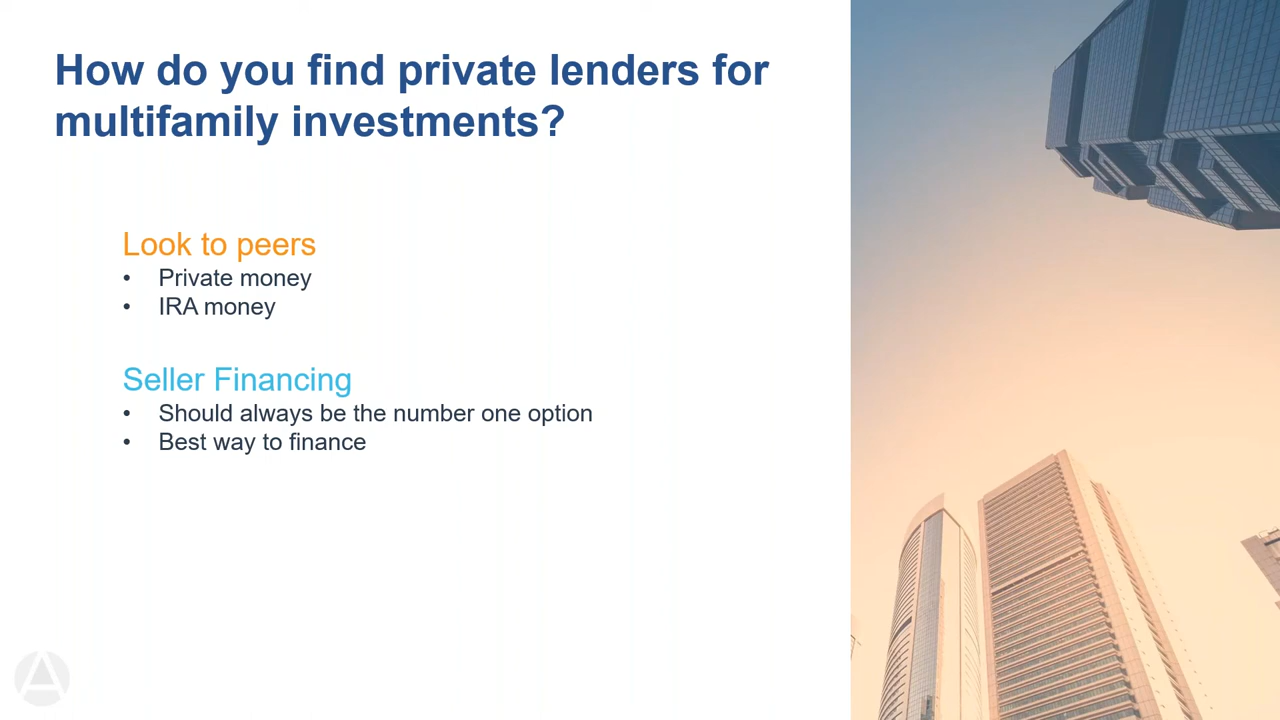 How do you find private lenders for
multifamily investments?
Look to peers
• Private money
• IRA money
Seller Financing
• Should always be the number one option
• Best way to finance